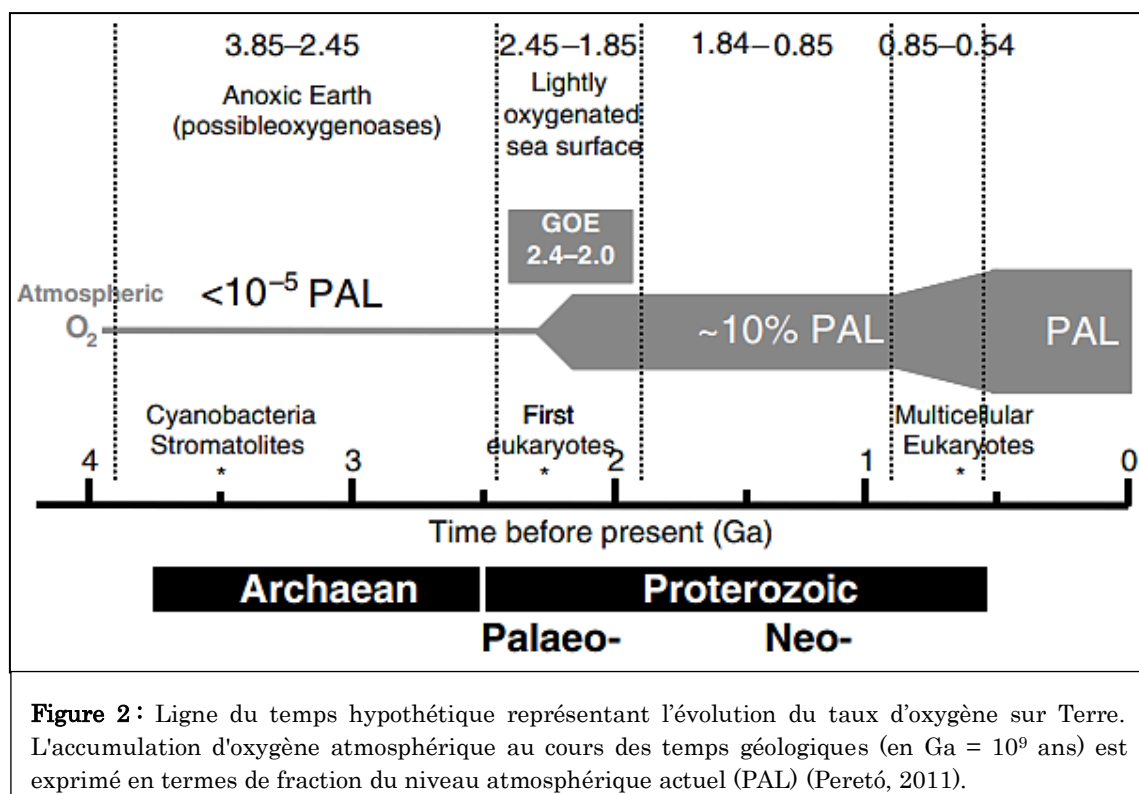 3.85–2.45 2.45–1.85 1.84–0.85 0.85–0.54
Anoxic Earth
(possibleoxygenoases)
Lightly
oxygenated
sea surface
GOE
2.4–2.0
Atmospheric
O₂
<10⁻⁵ PAL
~10% PAL
PAL
Cyanobacteria
Stromatolites
*
First
eukaryotes
*
Multicellular
Eukaryotes
*
4 3 2 1 0
Time before present (Ga)
Archaean Proterozoic
Palaeo- Neo-
Figure 2 : Ligne du temps hypothétique représentant l'évolution du taux d'oxygène sur Terre.
L'accumulation d'oxygène atmosphérique au cours des temps géologiques (en Ga = 10⁹ ans) est
exprimé en termes de fraction du niveau atmosphérique actuel (PAL) (Peretó, 2011).